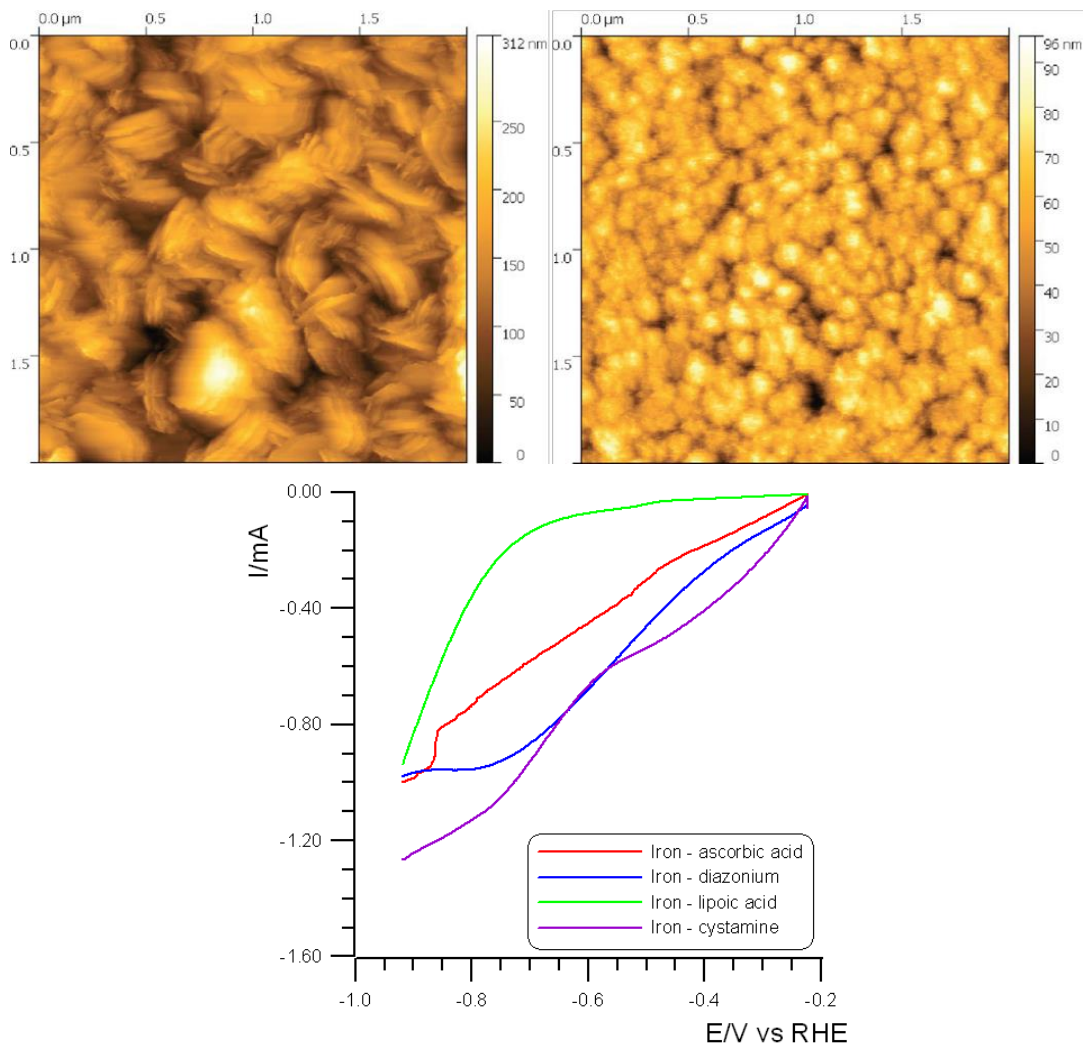 0.0 µm 0.5 1.0 1.5
0.0
0.5
1.0
1.5
312 nm
250
200
150
100
50
0
0.0 µm 0.5 1.0 1.5
0.0
0.5
1.0
1.5
96 nm
90
80
70
60
50
40
30
20
10
0
I/mA
0.00
-0.40
-0.80
-1.20
-1.60
Iron - ascorbic acid
Iron - diazonium
Iron - lipoic acid
Iron - cystamine
-1.0 -0.8 -0.6 -0.4 -0.2
E/V vs RHE